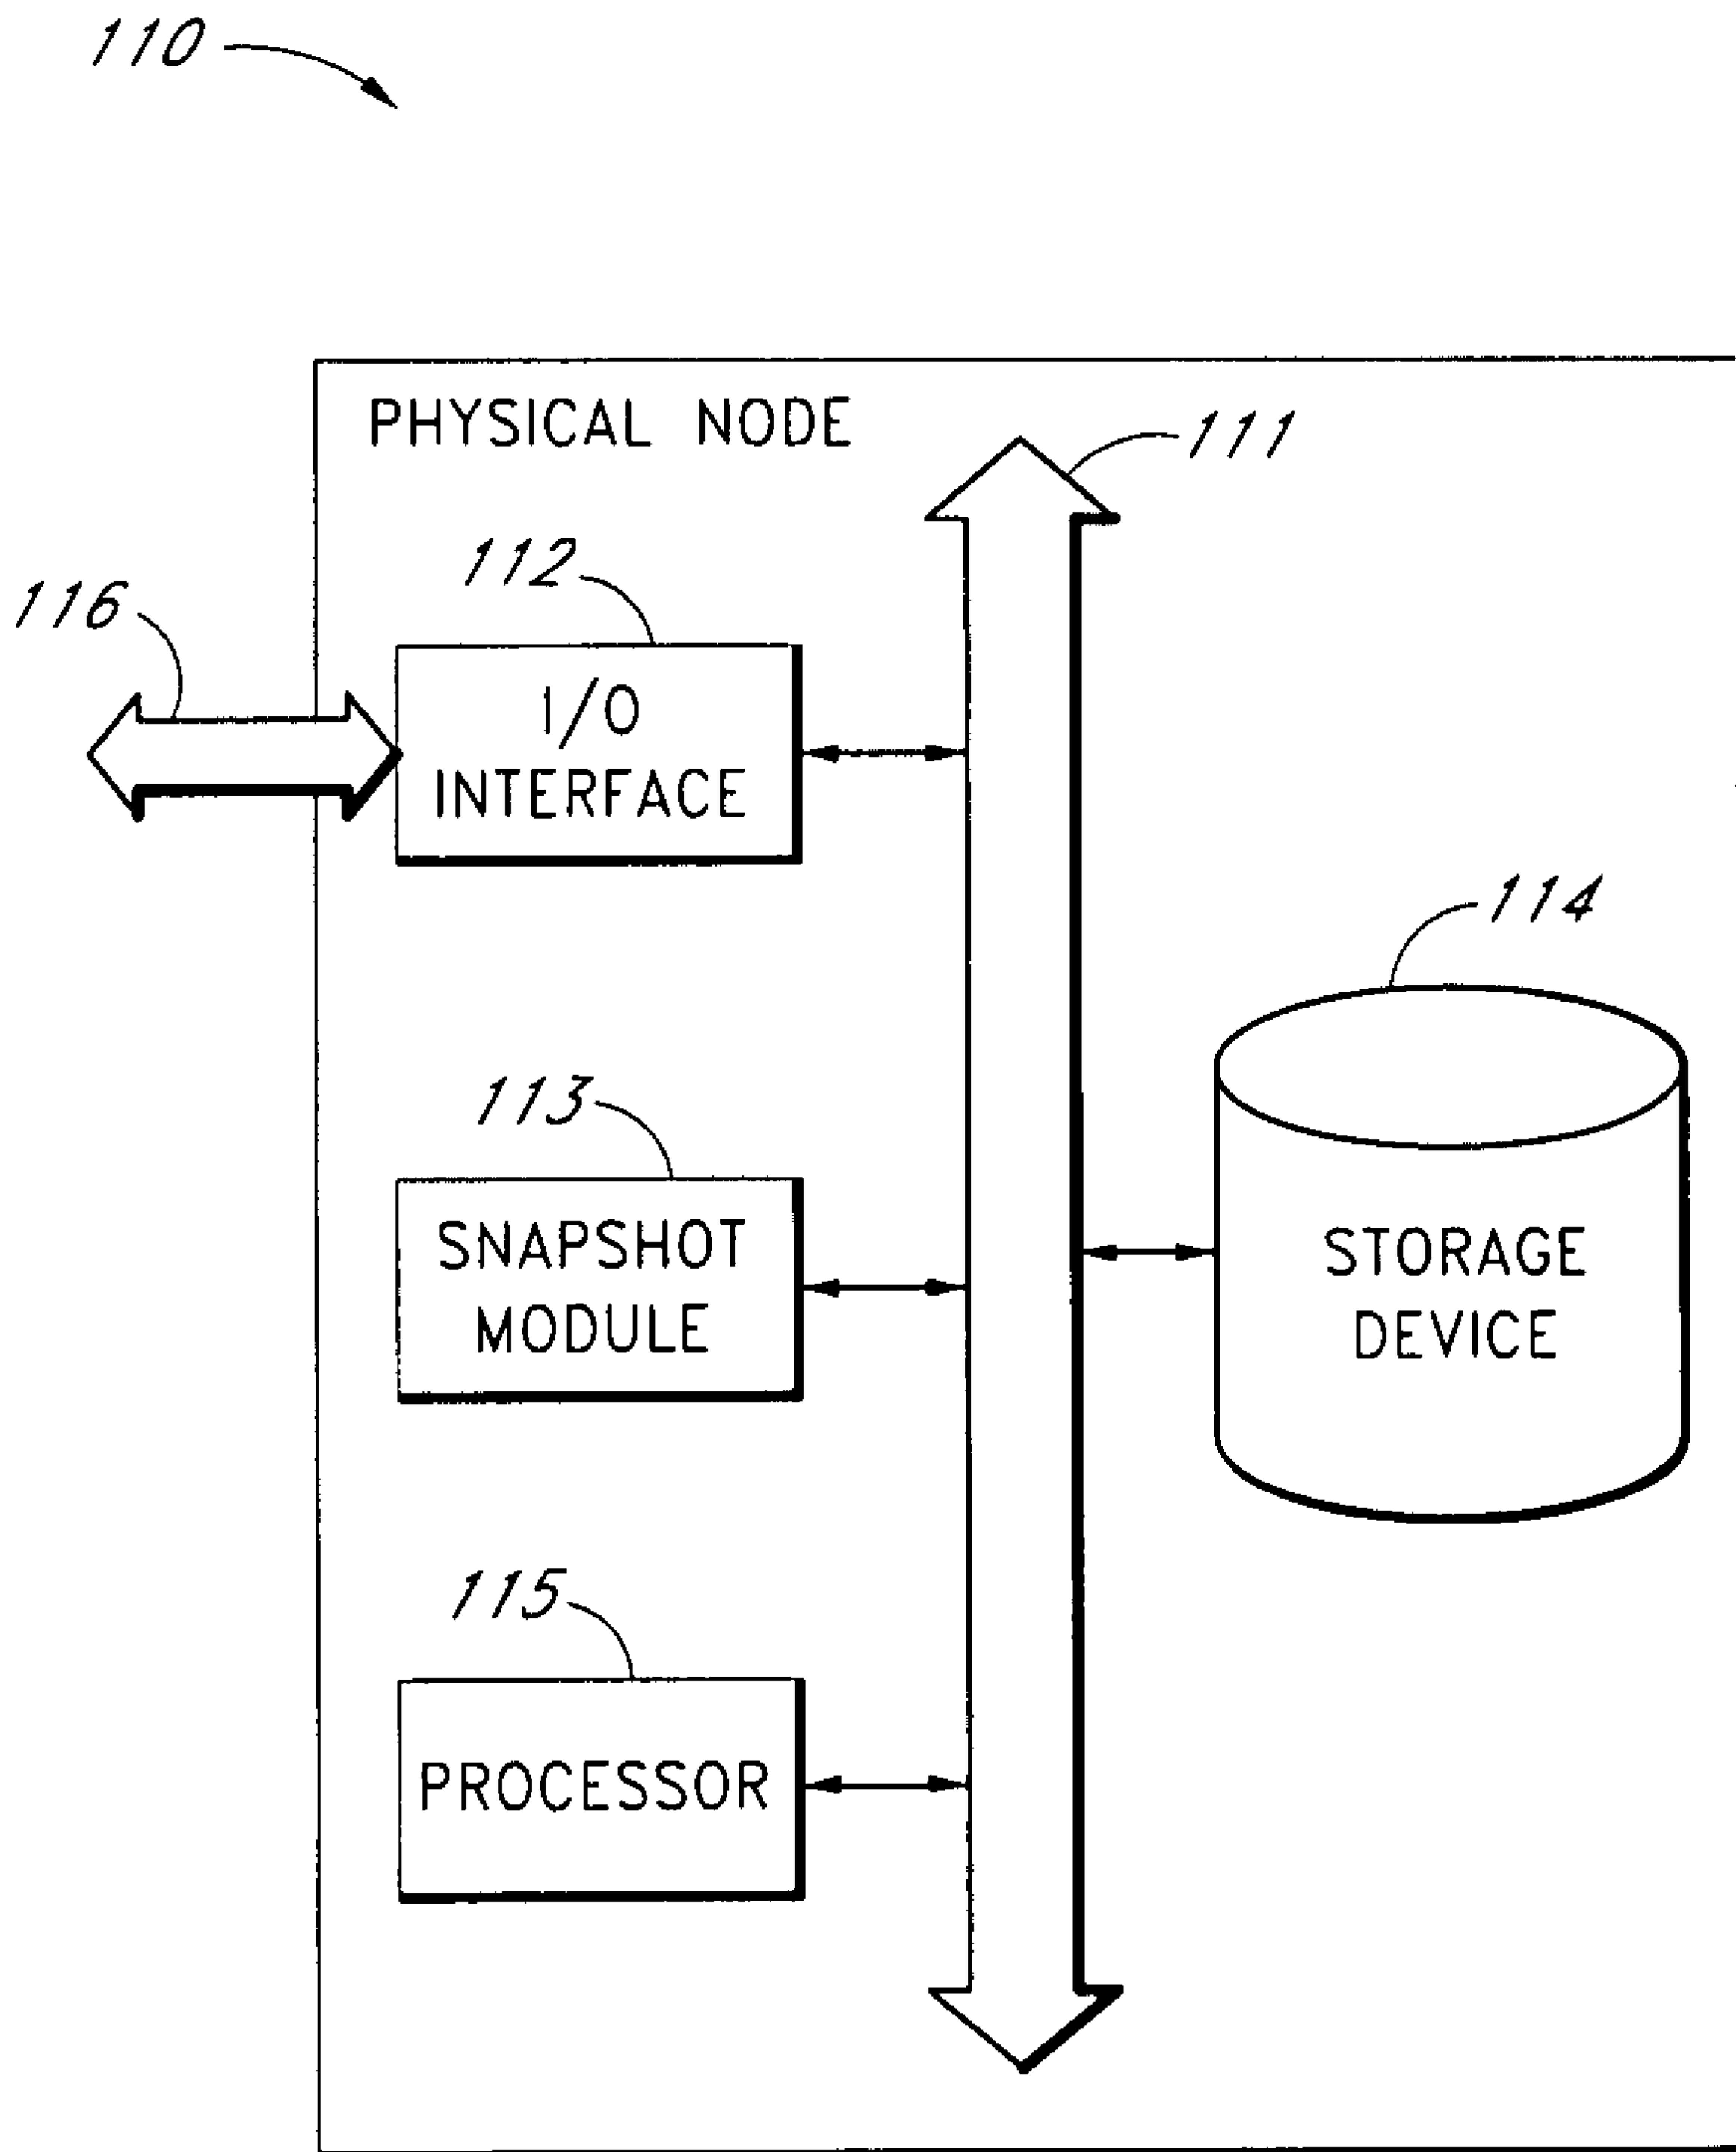 110
PHYSICAL NODE
111
112
116
I/O
INTERFACE
114
113
SNAPSHOT
MODULE
STORAGE
DEVICE
115
PROCESSOR